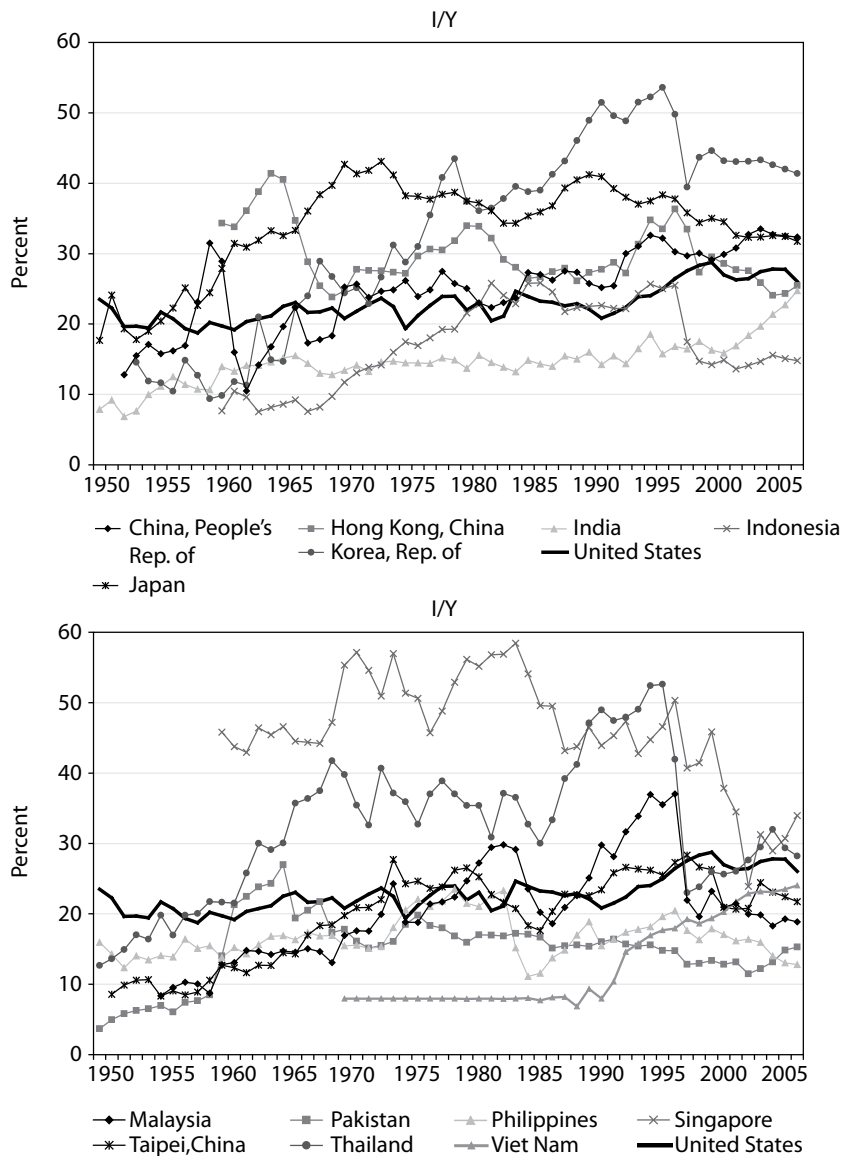 I/Y
60
50
40
30
20
10
0
Percent
1950 1955 1960 1965 1970 1975 1980 1985 1990 1995 2000 2005
China, People's Hong Kong, China India Indonesia
Rep. of Korea, Rep. of United States
Japan
I/Y
60
50
40
30
20
10
0
Percent
1950 1955 1960 1965 1970 1975 1980 1985 1990 1995 2000 2005
Malaysia Pakistan Philippines Singapore
Taipei,China Thailand Viet Nam United States